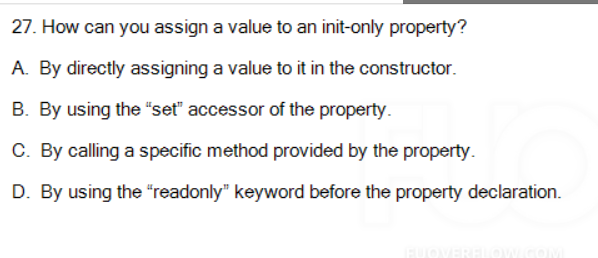 27. How can you assign a value to an init-only property?
A. By directly assigning a value to it in the constructor.
B. By using the “set” accessor of the property.
C. By calling a specific method provided by the property.
D. By using the “readonly” keyword before the property declaration.
FUO
FUOVERFLOW.COM